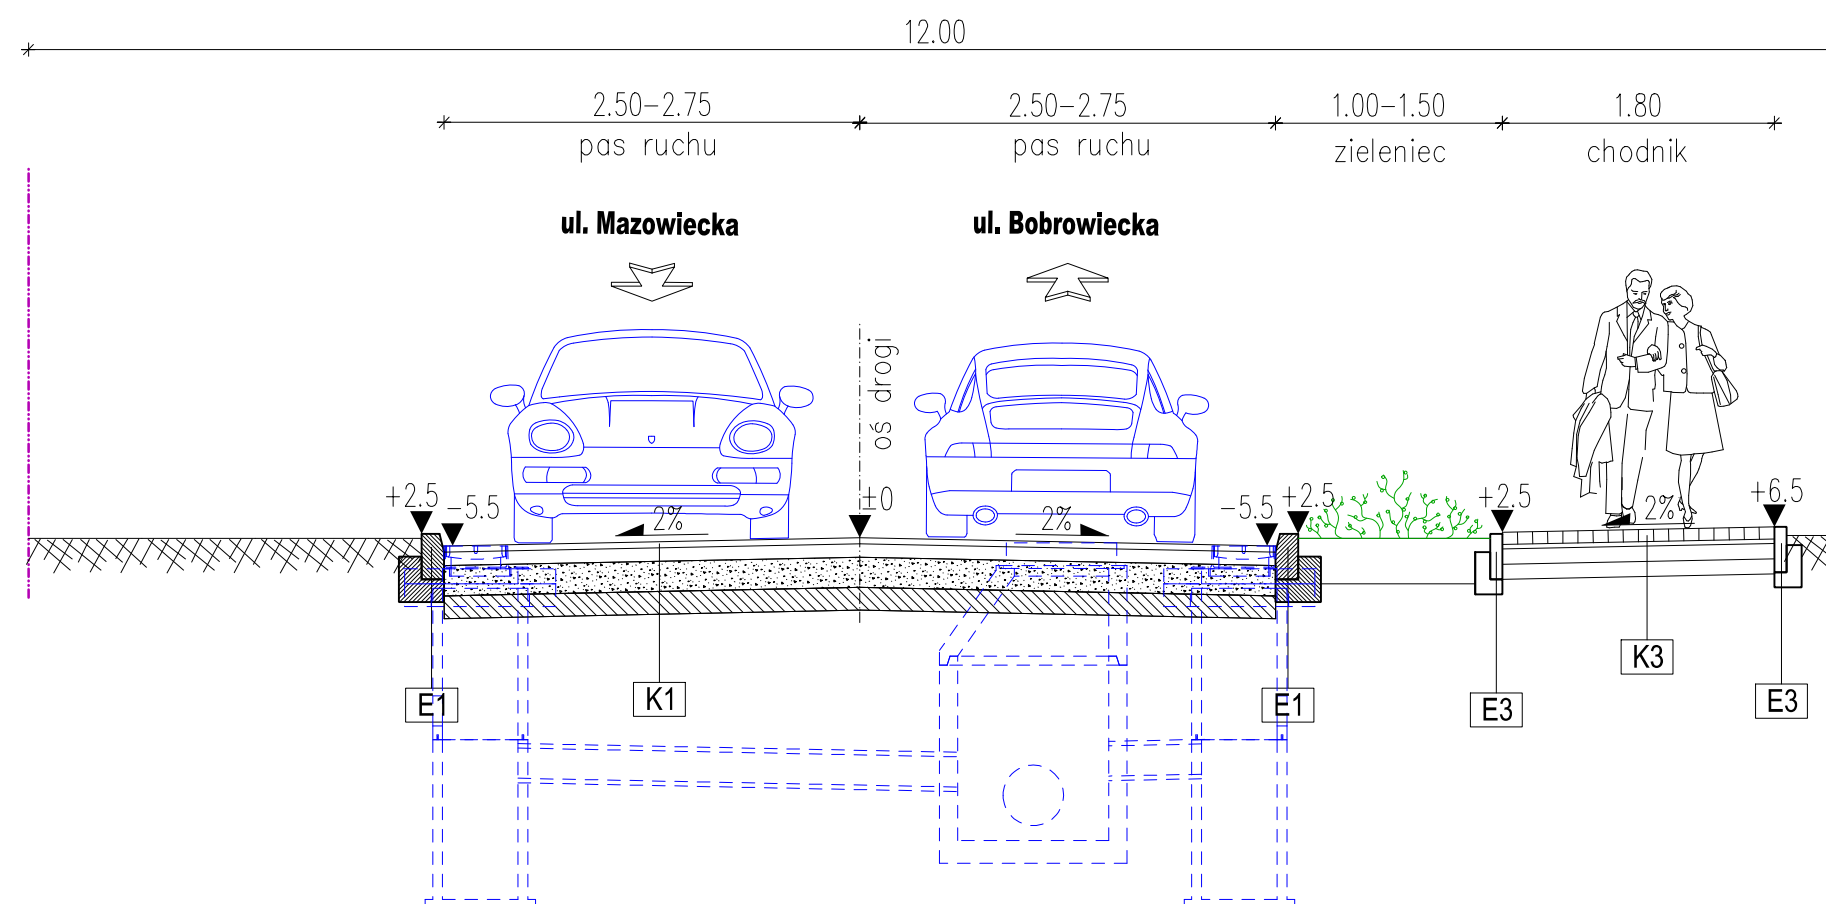 12.00
2.50-2.75 2.50-2.75 1.00-1.50 1.80
pas ruchu pas ruchu zieleniec chodnik
ul. Mazowiecka ul. Bobrowiecka
oś drogi
+2.5 -5.5 ±0 -5.5 +2.5 +2.5 +6.5
2% 2% 2%
E1 K1 E1 E3 K3 E3